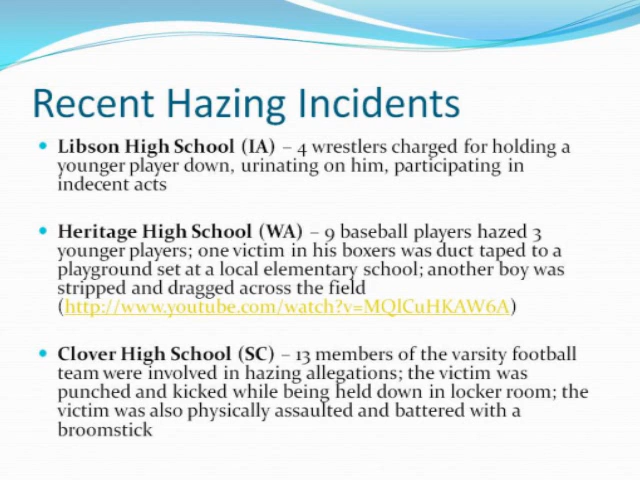 Recent Hazing Incidents
• Libson High School (IA) – 4 wrestlers charged for holding a
younger player down, urinating on him, participating in
indecent acts
• Heritage High School (WA) – 9 baseball players hazed 3
younger players; one victim in his boxers was duct taped to a
playground set at a local elementary school; another boy was
stripped and dragged across the field
(http://www.youtube.com/watch?v=MQlCuHKAW6A)
• Clover High School (SC) – 13 members of the varsity football
team were involved in hazing allegations; the victim was
punched and kicked while being held down in locker room; the
victim was also physically assaulted and battered with a
broomstick